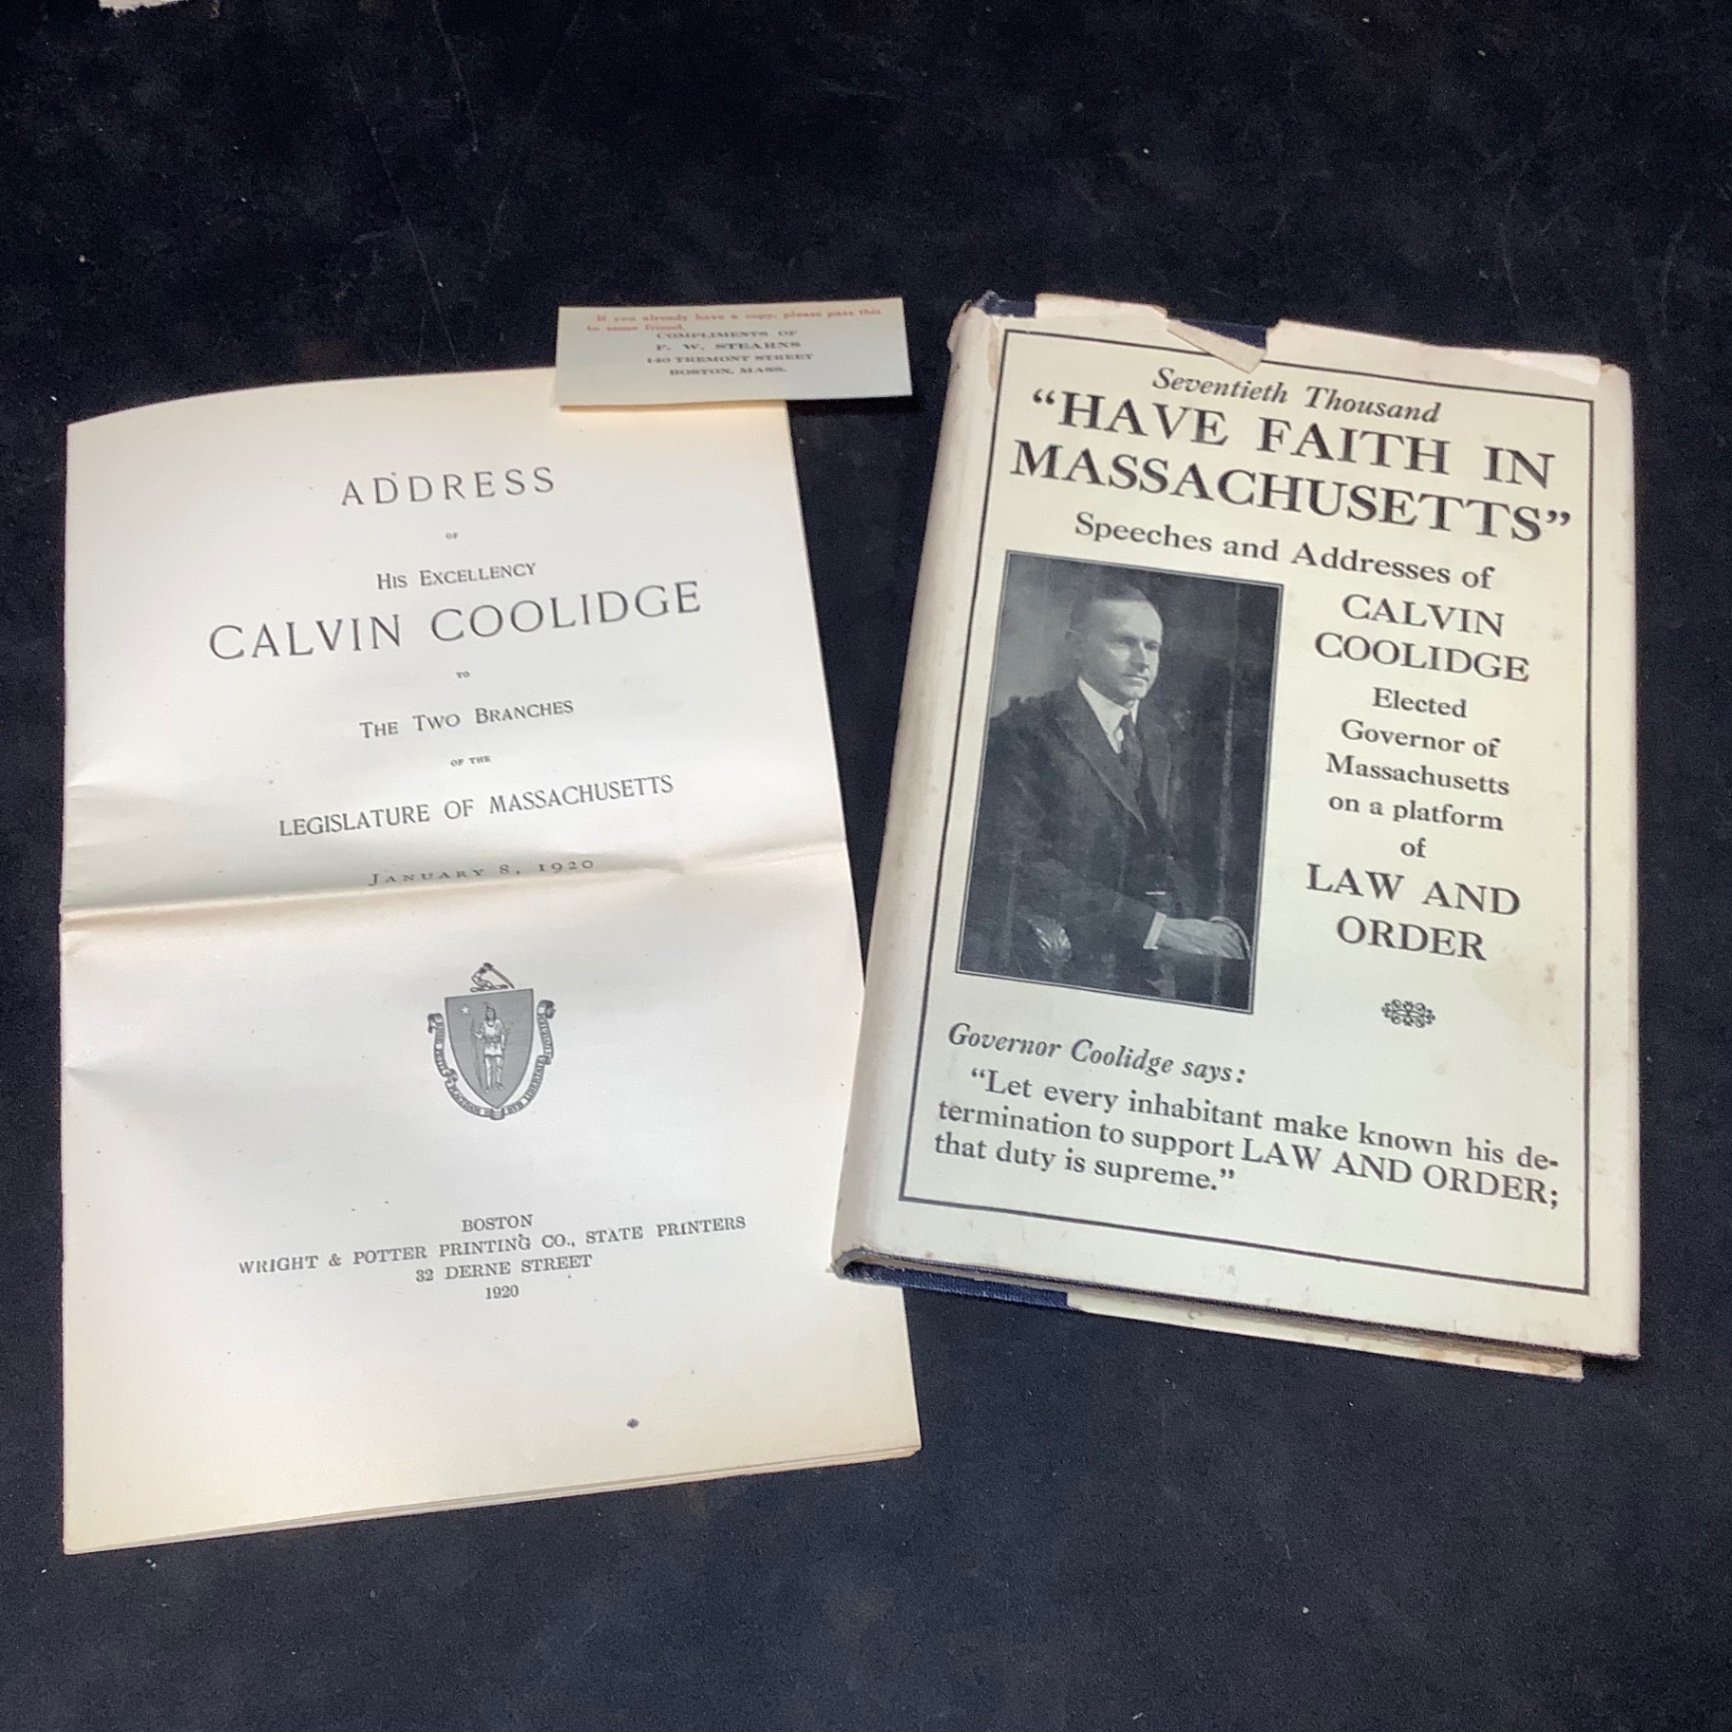 If you already have a copy, please pass this
to some friend.
COMPLIMENTS OF
F. W. STEARNS
140 TREMONT STREET
BOSTON, MASS.
ADDRESS
OF
HIS EXCELLENCY
CALVIN COOLIDGE
TO
THE TWO BRANCHES
OF THE
LEGISLATURE OF MASSACHUSETTS
JANUARY 8, 1920
BOSTON
WRIGHT & POTTER PRINTING CO., STATE PRINTERS
32 DERNE STREET
1920
Seventieth Thousand
"HAVE FAITH IN
MASSACHUSETTS"
Speeches and Addresses of
CALVIN
COOLIDGE
Elected
Governor of
Massachusetts
on a platform
of
LAW AND
ORDER
Governor Coolidge says:
"Let every inhabitant make known his de-
termination to support LAW AND ORDER;
that duty is supreme."